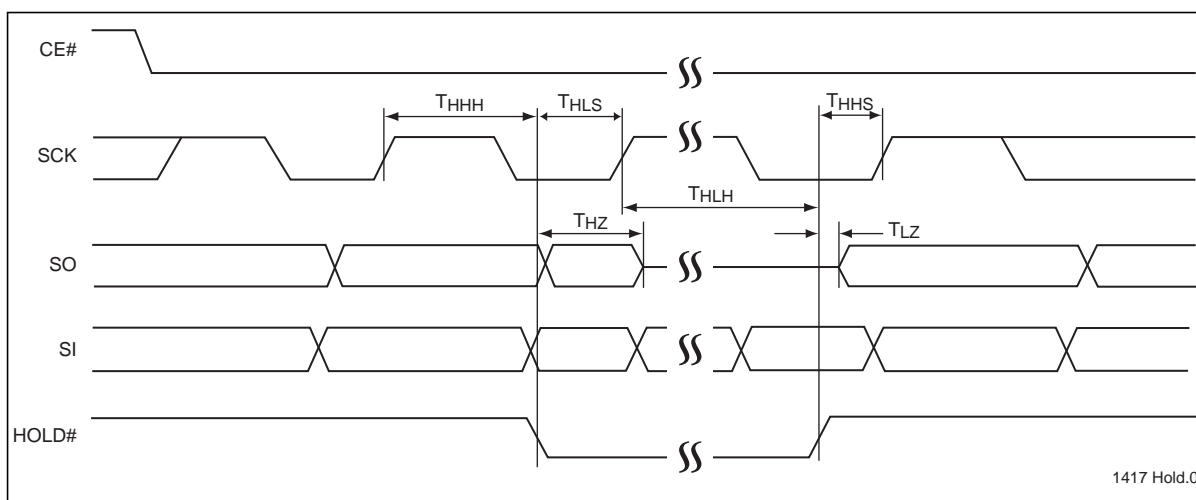 CE#
THHH
THLS
THHS
SCK
THLH
THZ
TLZ
SO
SI
HOLD#
1417 Hold.0